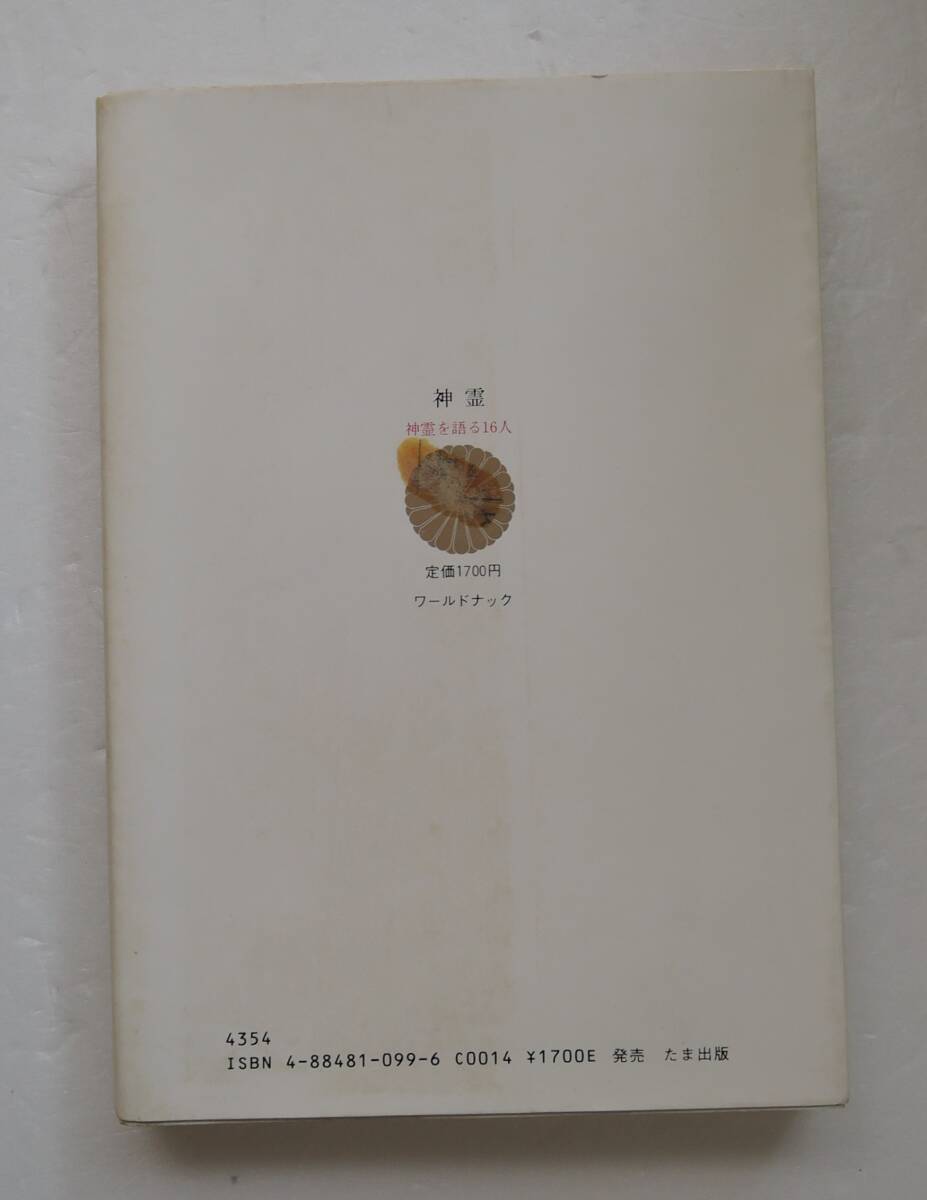 神霊
神霊を語る16人
定価1700円
ワールドナック
4354
ISBN 4-88481-099-6 C0014 ¥1700E 発売 たま出版